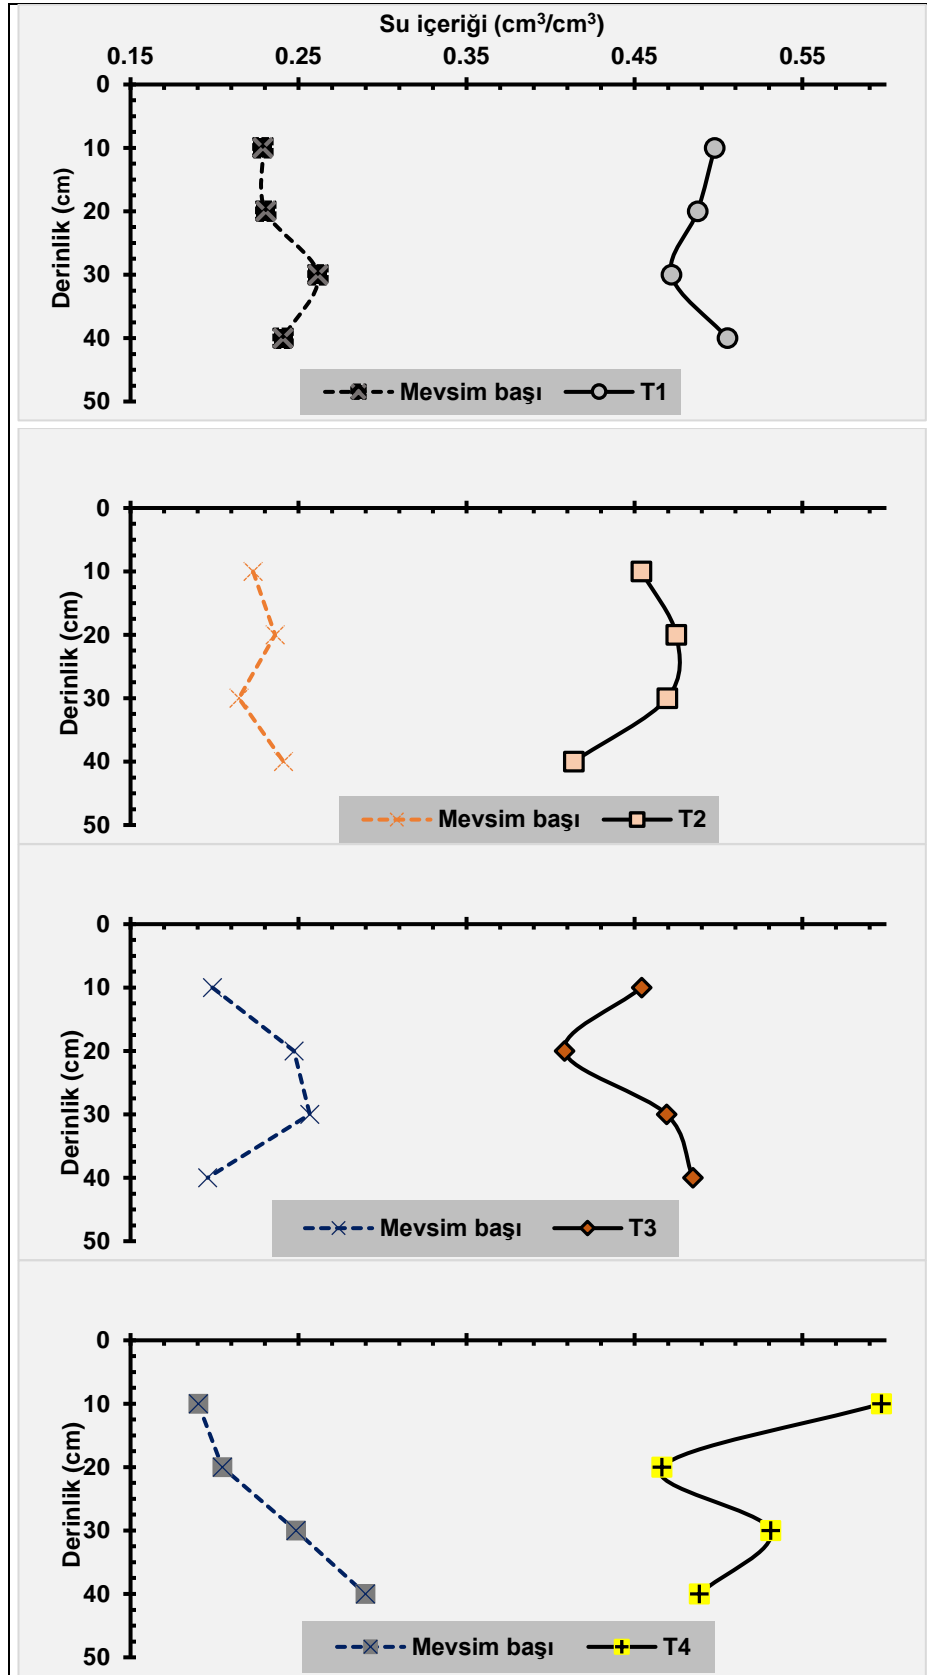 Su içeriği (cm³/cm³)
0.15 0.25 0.35 0.45 0.55
0
10
20
30
40
50
Derinlik (cm)
Mevsim başı T1
0
10
20
30
40
50
Derinlik (cm)
Mevsim başı T2
0
10
20
30
40
50
Derinlik (cm)
Mevsim başı T3
0
10
20
30
40
50
Derinlik (cm)
Mevsim başı T4